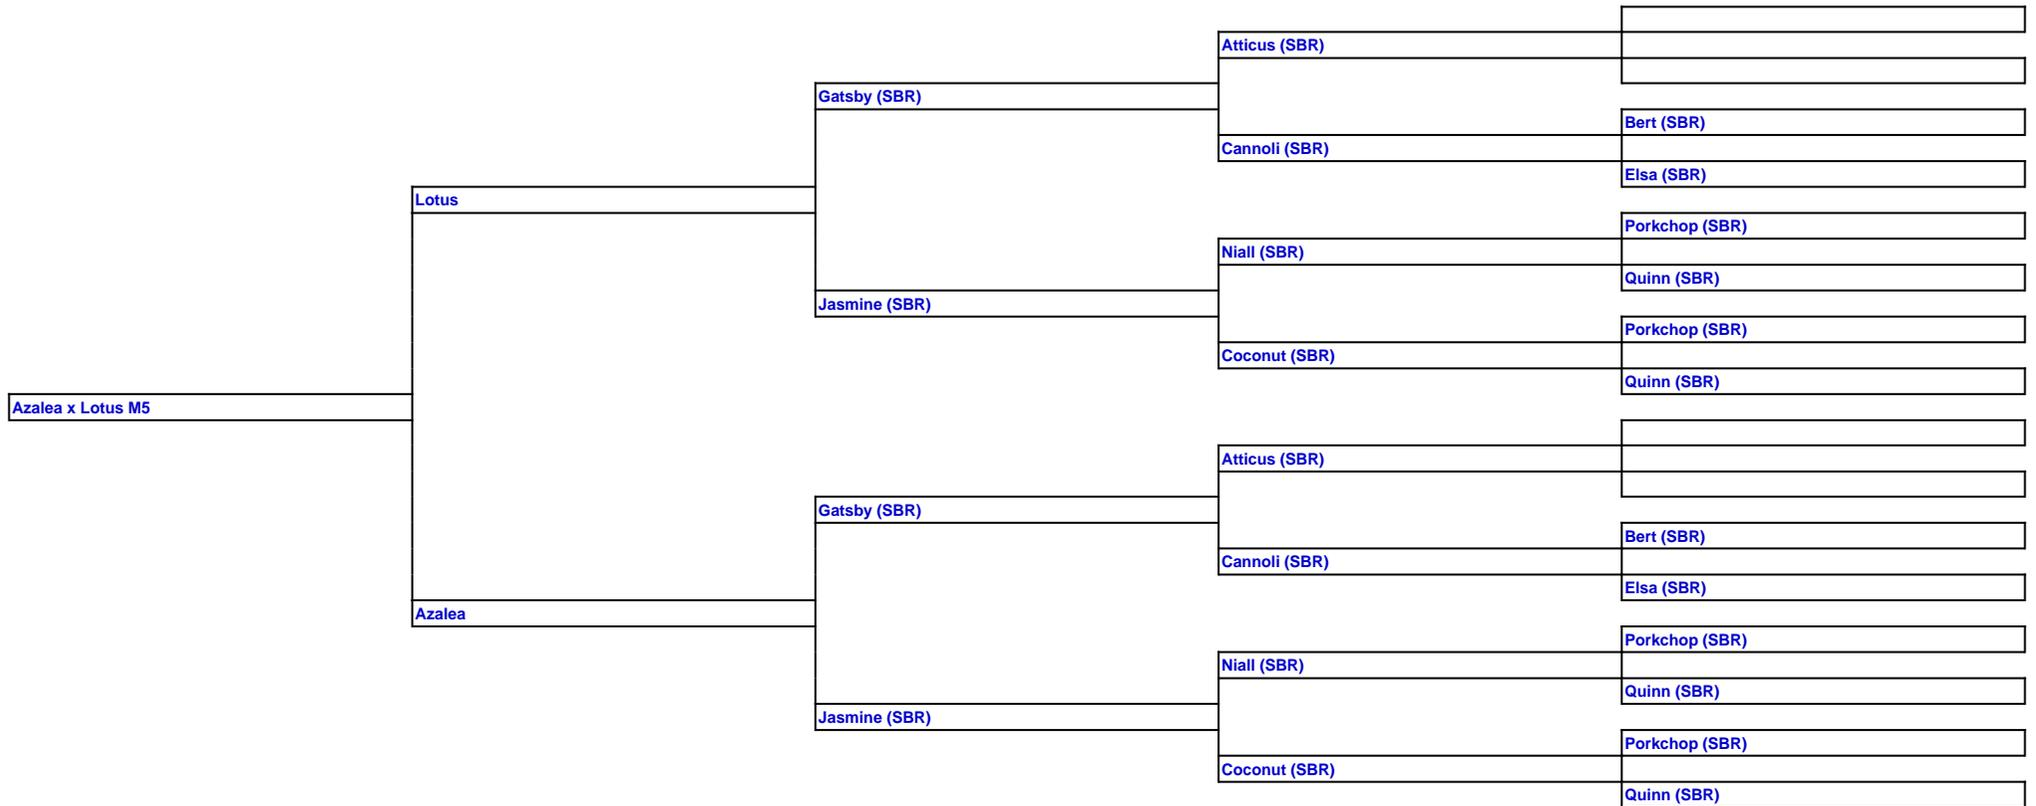 Atticus (SBR)
Gatsby (SBR)
Bert (SBR)
Cannoli (SBR)
Elsa (SBR)
Lotus
Porkchop (SBR)
Niall (SBR)
Quinn (SBR)
Jasmine (SBR)
Porkchop (SBR)
Coconut (SBR)
Quinn (SBR)
Azalea x Lotus M5
Atticus (SBR)
Gatsby (SBR)
Bert (SBR)
Cannoli (SBR)
Elsa (SBR)
Azalea
Porkchop (SBR)
Niall (SBR)
Quinn (SBR)
Jasmine (SBR)
Porkchop (SBR)
Coconut (SBR)
Quinn (SBR)